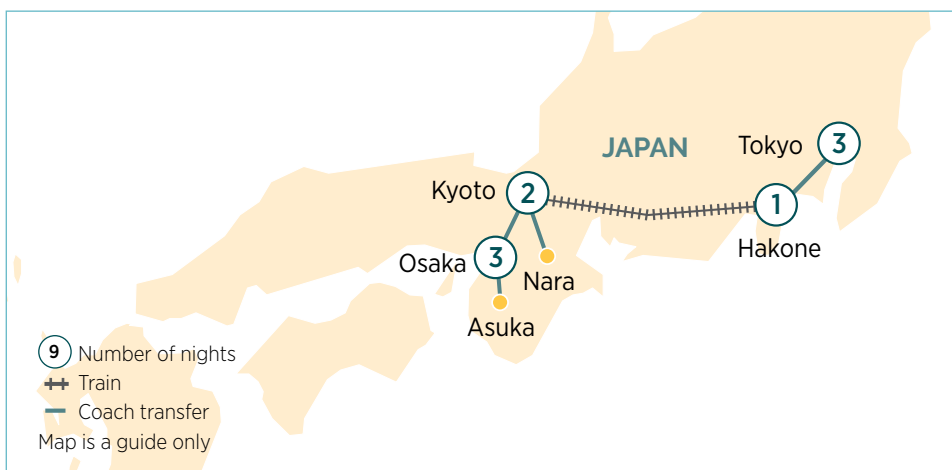 JAPAN
Tokyo
3
Kyoto
2
1
Hakone
Osaka
3
Nara
Asuka
9 Number of nights
Train
Coach transfer
Map is a guide only